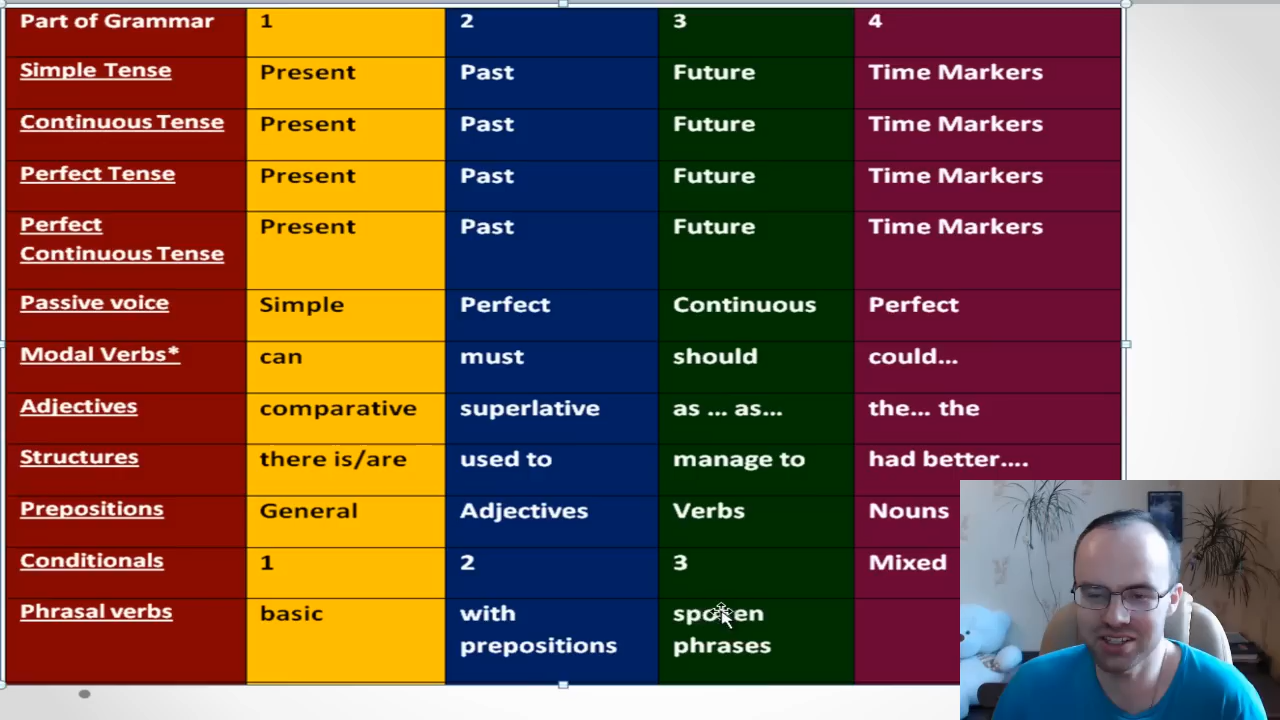 Part of Grammar 1 2 3 4
Simple Tense Present Past Future Time Markers
Continuous Tense Present Past Future Time Markers
Perfect Tense Present Past Future Time Markers
Perfect Present Past Future Time Markers
Continuous Tense
Passive voice Simple Perfect Continuous Perfect
Modal Verbs* can must should could...
Adjectives comparative superlative as ... as... the... the
Structures there is/are used to manage to had better....
Prepositions General Adjectives Verbs Nouns
Conditionals 1 2 3 Mixed
Phrasal verbs basic with spoken
prepositions phrases